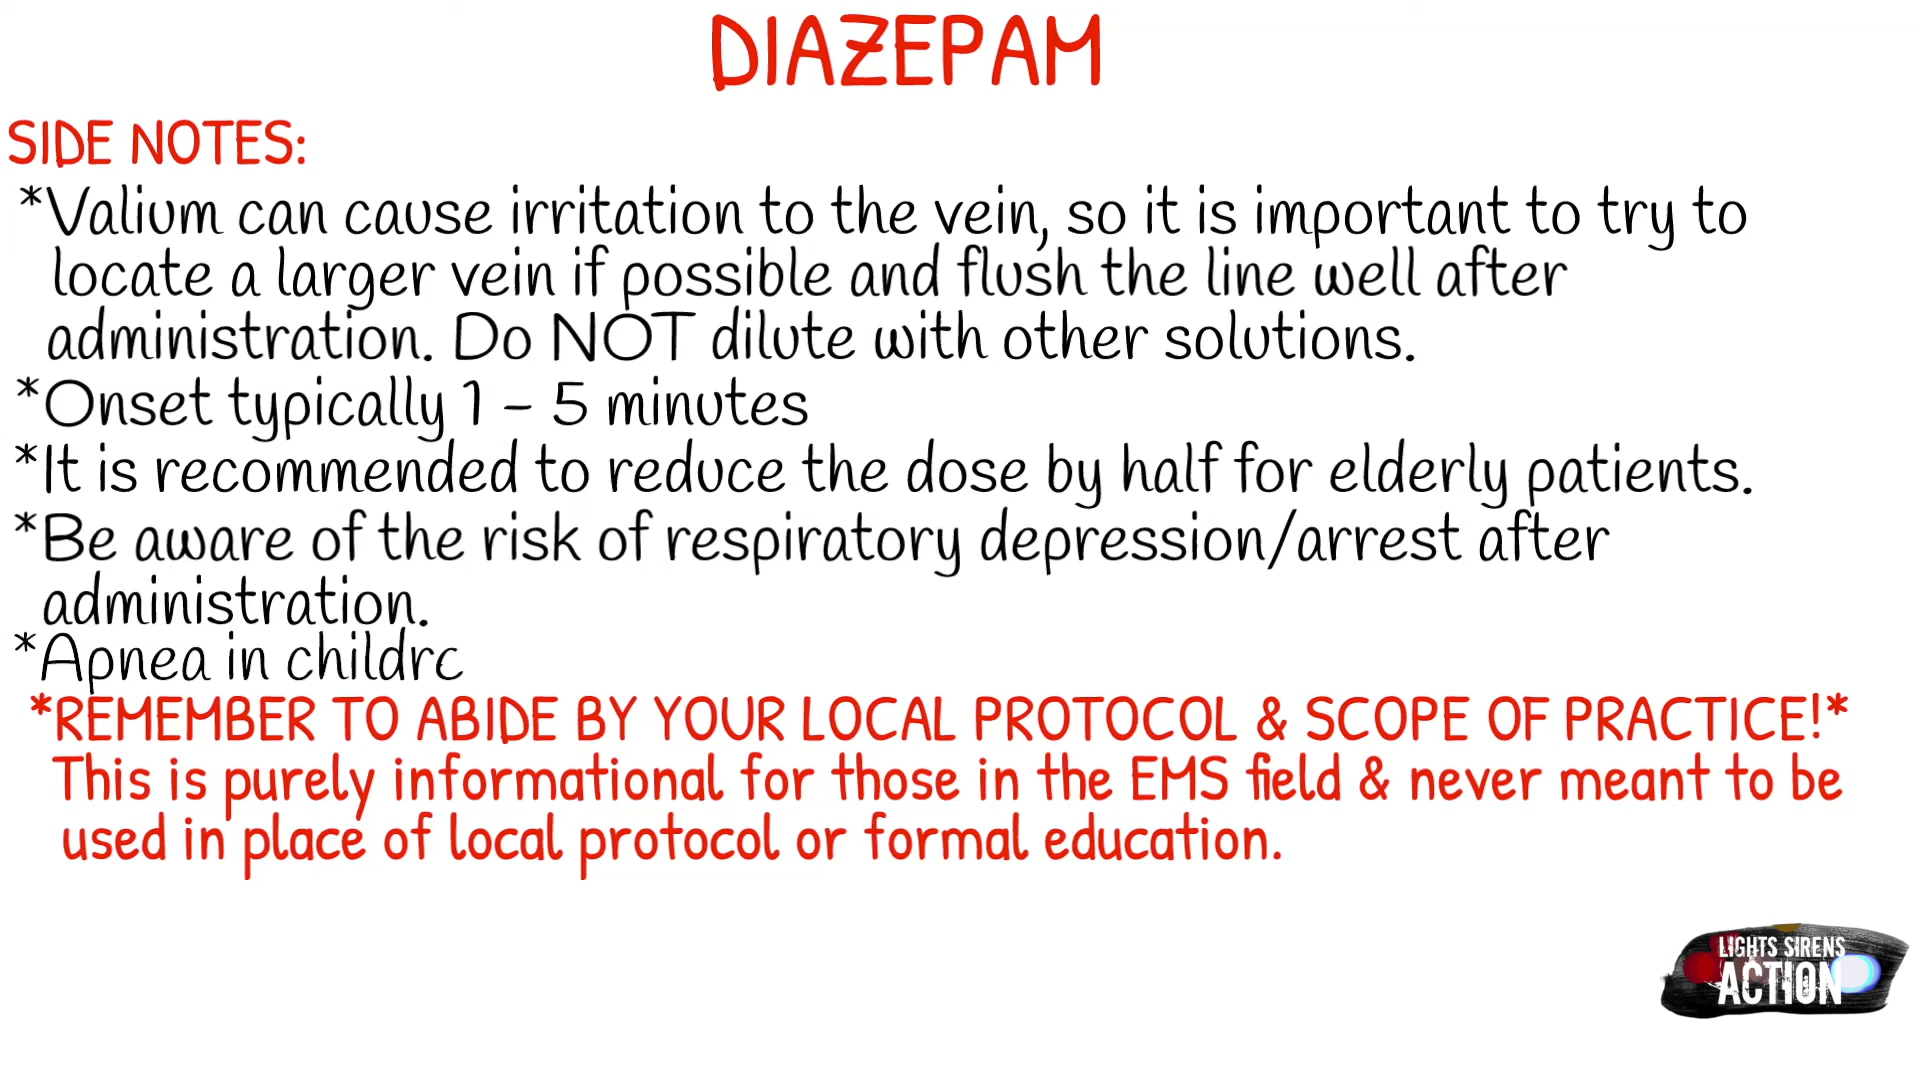 DIAZEPAM
SIDE NOTES:
*Valium can cause irritation to the vein, so it is important to try to
locate a larger vein if possible and flush the line well after
administration. Do NOT dilute with other solutions.
*Onset typically 1 – 5 minutes
*It is recommended to reduce the dose by half for elderly patients.
*Be aware of the risk of respiratory depression/arrest after
administration.
*Apnea in childrc
*REMEMBER TO ABIDE BY YOUR LOCAL PROTOCOL & SCOPE OF PRACTICE!*
This is purely informational for those in the EMS field & never meant to be
used in place of local protocol or formal education.
LIGHTS SIRENS
ACTION